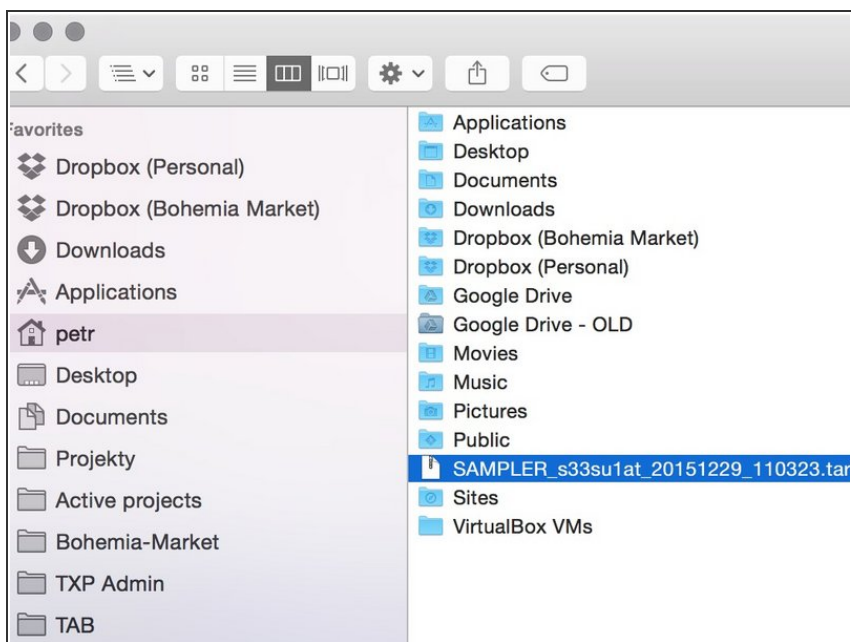 Favorites
Dropbox (Personal)
Dropbox (Bohemia Market)
Downloads
Applications
petr
Desktop
Documents
Projekty
Active projects
Bohemia-Market
TXP Admin
TAB
Applications
Desktop
Documents
Downloads
Dropbox (Bohemia Market)
Dropbox (Personal)
Google Drive
Google Drive - OLD
Movies
Music
Pictures
Public
SAMPLER_s33su1at_20151229_110323.tar
Sites
VirtualBox VMs